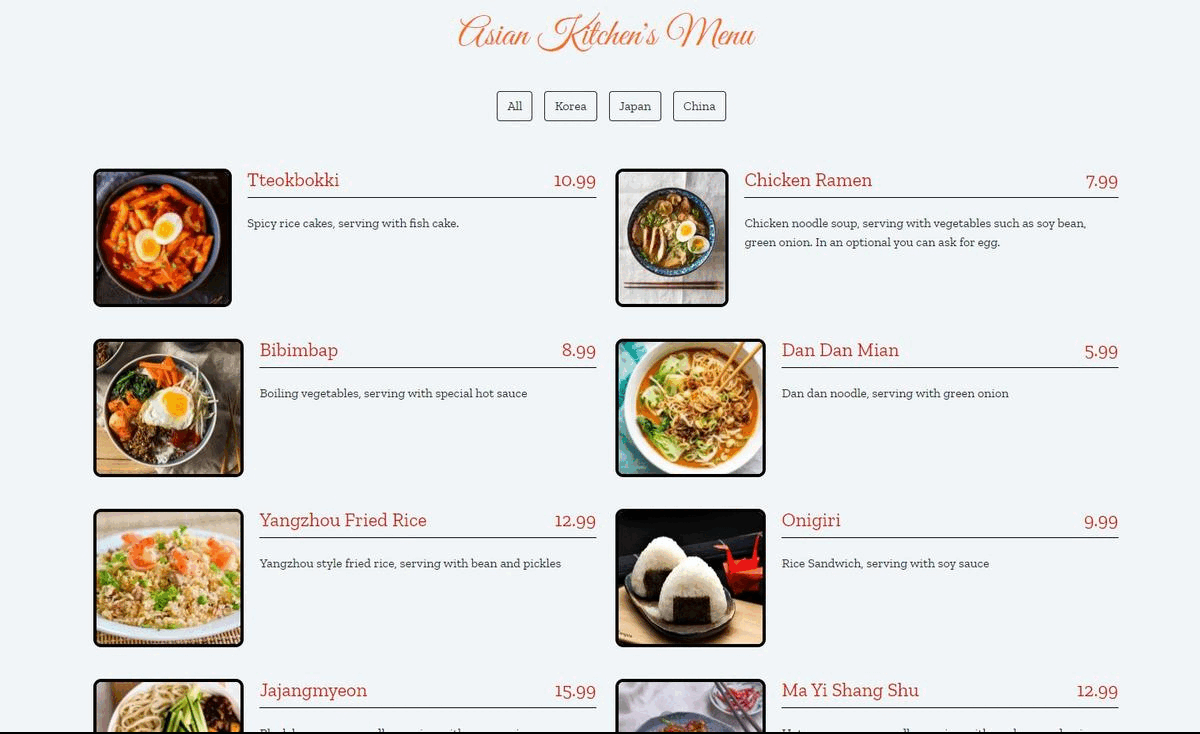 Asian Kitchen's Menu
All Korea Japan China
Tteokbokki 10.99
Spicy rice cakes, serving with fish cake.
Chicken Ramen 7.99
Chicken noodle soup, serving with vegetables such as soy bean,
green onion. In an optional you can ask for egg.
Bibimbap 8.99
Boiling vegetables, serving with special hot sauce
Dan Dan Mian 5.99
Dan dan noodle, serving with green onion
Yangzhou Fried Rice 12.99
Yangzhou style fried rice, serving with bean and pickles
Onigiri 9.99
Rice Sandwich, serving with soy sauce
Jajangmyeon 15.99
Ma Yi Shang Shu 12.99